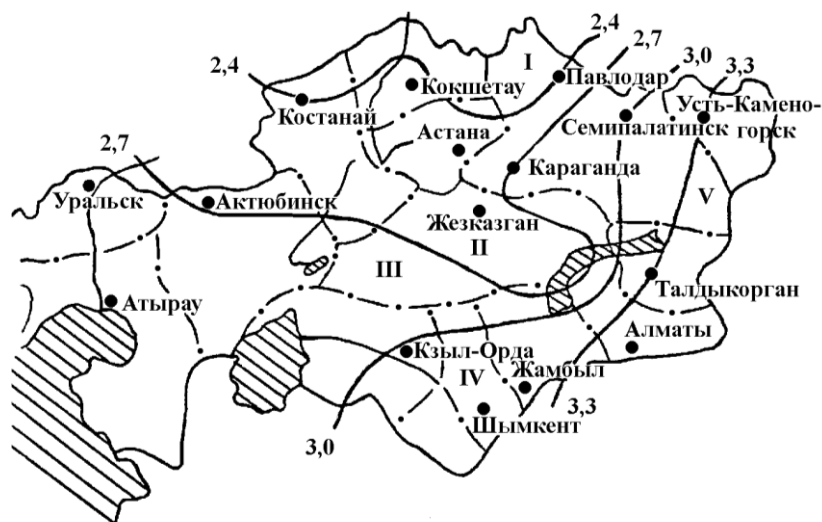 2,4
I
2,4
2,7
3,0
3,3
Павлодар
Кокшетау
Костанай
Усть-Камено-
горск
Семипалатинск
Астана
2,7
Караганда
Уральск
Актюбинск
V
Жезказган
II
III
Талдыкорган
Атырау
Алматы
Кзыл-Орда
IV
Жамбыл
3,3
Шымкент
3,0